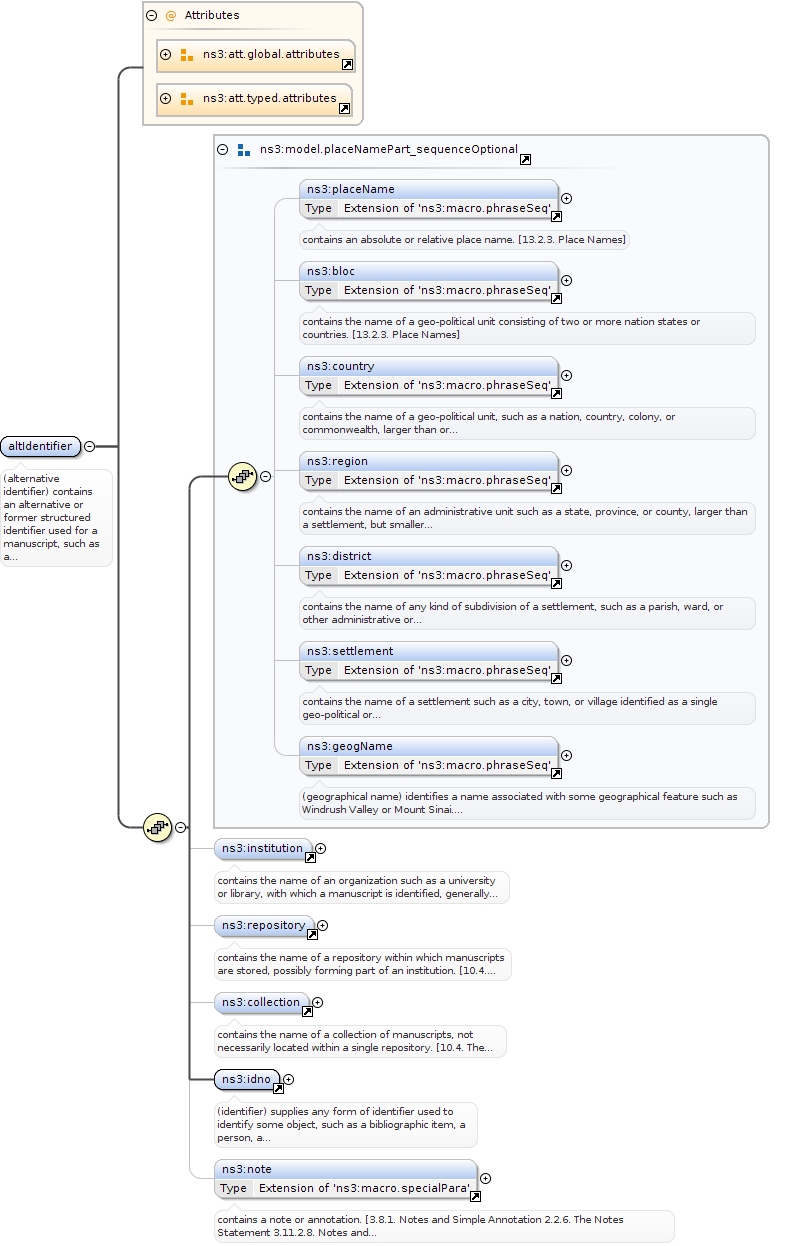 Attributes
ns3:att.global.attributes
ns3:att.typed.attributes
ns3:model.placeNamePart_sequenceOptional
ns3:placeName
Type Extension of 'ns3:macro.phraseSeq'
contains an absolute or relative place name. [13.2.3. Place Names]
ns3:bloc
Type Extension of 'ns3:macro.phraseSeq'
contains the name of a geo-political unit consisting of two or more nation states or
countries. [13.2.3. Place Names]
ns3:country
Type Extension of 'ns3:macro.phraseSeq'
contains the name of a geo-political unit, such as a nation, country, colony, or
commonwealth, larger than or...
altIdentifier
(alternative
identifier) contains
an alternative or
former structured
identifier used for a
manuscript, such as
a...
ns3:region
Type Extension of 'ns3:macro.phraseSeq'
contains the name of an administrative unit such as a state, province, or county, larger than
a settlement, but smaller...
ns3:district
Type Extension of 'ns3:macro.phraseSeq'
contains the name of any kind of subdivision of a settlement, such as a parish, ward, or
other administrative or...
ns3:settlement
Type Extension of 'ns3:macro.phraseSeq'
contains the name of a settlement such as a city, town, or village identified as a single
geo-political or...
ns3:geogName
Type Extension of 'ns3:macro.phraseSeq'
(geographical name) identifies a name associated with some geographical feature such as
Windrush Valley or Mount Sinai....
ns3:institution
contains the name of an organization such as a university
or library, with which a manuscript is identified, generally...
ns3:repository
contains the name of a repository within which manuscripts
are stored, possibly forming part of an institution. [10.4....
ns3:collection
contains the name of a collection of manuscripts, not
necessarily located within a single repository. [10.4. The...
ns3:idno
(identifier) supplies any form of identifier used to
identify some object, such as a bibliographic item, a
person, a...
ns3:note
Type Extension of 'ns3:macro.specialPara'
contains a note or annotation. [3.8.1. Notes and Simple Annotation 2.2.6. The Notes
Statement 3.11.2.8. Notes and...